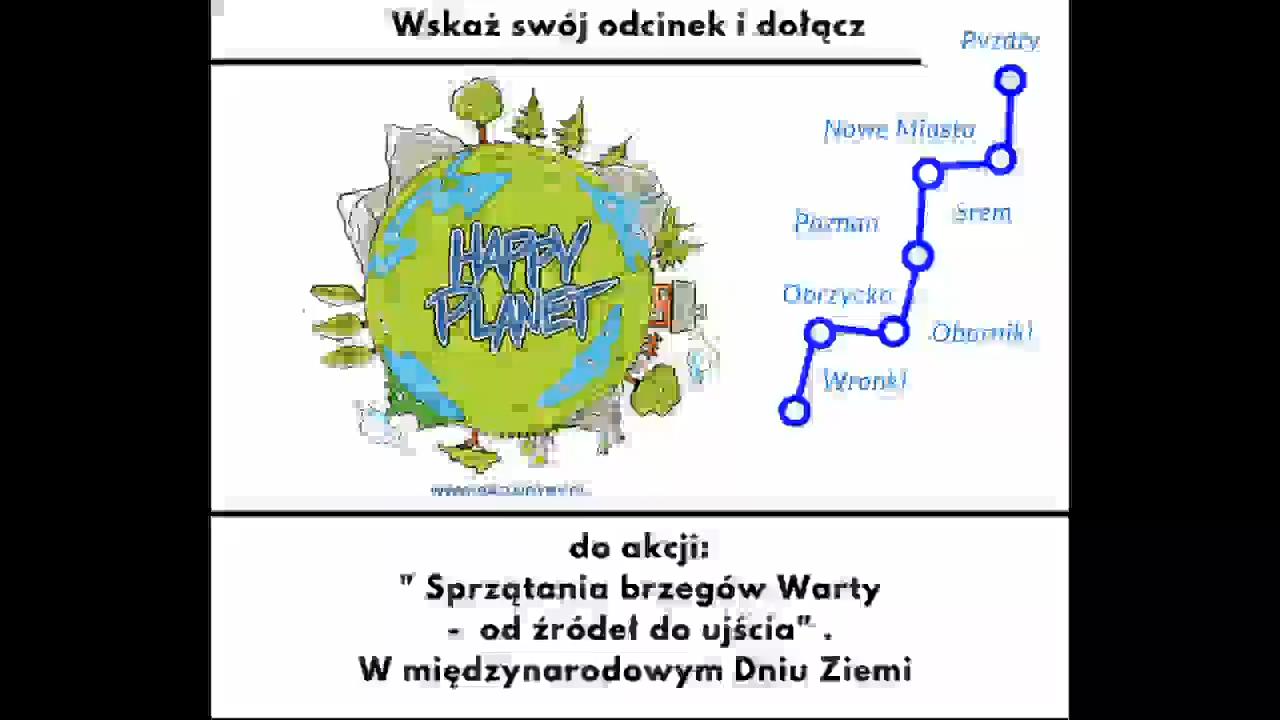 Wskaż swój odcinek i dołącz
Pyzdry
Nowe Miasto
Śrem
Poznań
HAPPY
PLANET
Obrzycko
Oborniki
Wronki
do akcji:
" Sprzątania brzegów Warty
- od źródeł do ujścia" .
W międzynarodowym Dniu Ziemi